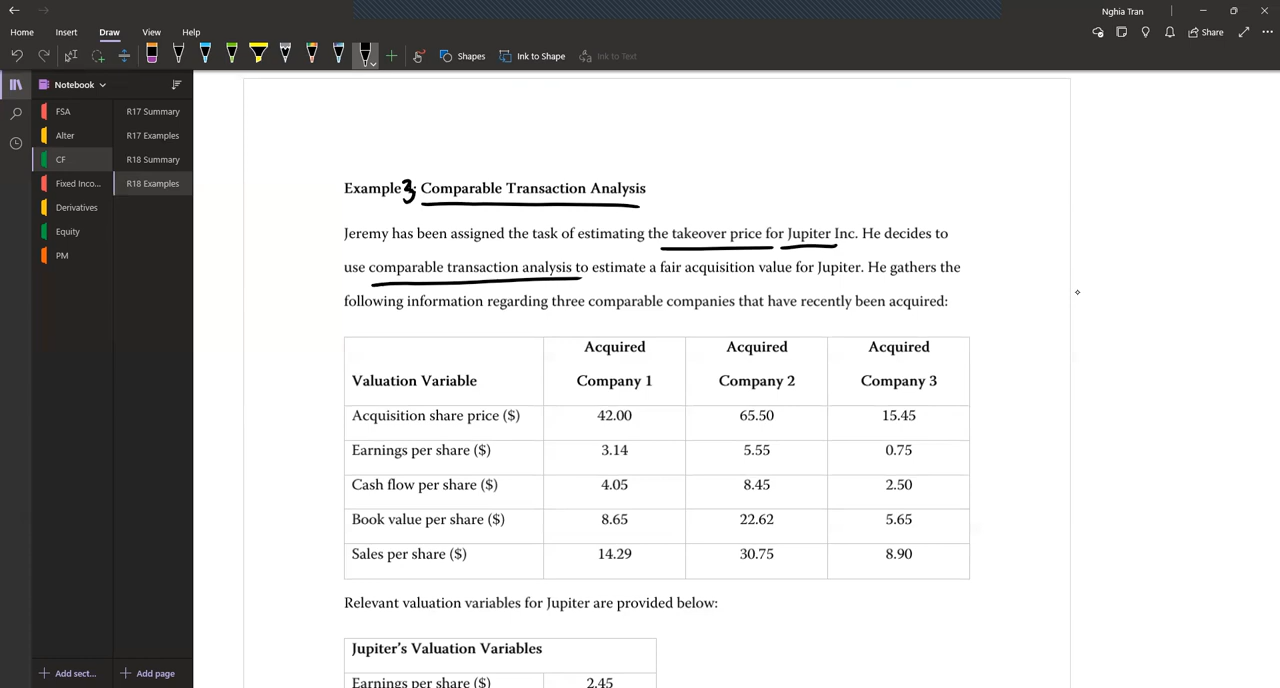 Nghia Tran
Home Insert Draw View Help
Share
Shapes Ink to Shape Ink to Text
Notebook
FSA R17 Summary
Alter R17 Examples
CF R18 Summary
Fixed Inco... R18 Examples
Derivatives
Equity
PM
Add sect... Add page
Example 3: Comparable Transaction Analysis
Jeremy has been assigned the task of estimating the takeover price for Jupiter Inc. He decides to
use comparable transaction analysis to estimate a fair acquisition value for Jupiter. He gathers the
following information regarding three comparable companies that have recently been acquired:
Acquired Acquired Acquired
Valuation Variable Company 1 Company 2 Company 3
Acquisition share price ($) 42.00 65.50 15.45
Earnings per share ($) 3.14 5.55 0.75
Cash flow per share ($) 4.05 8.45 2.50
Book value per share ($) 8.65 22.62 5.65
Sales per share ($) 14.29 30.75 8.90
Relevant valuation variables for Jupiter are provided below:
Jupiter’s Valuation Variables
Earnings per share ($) 2.45